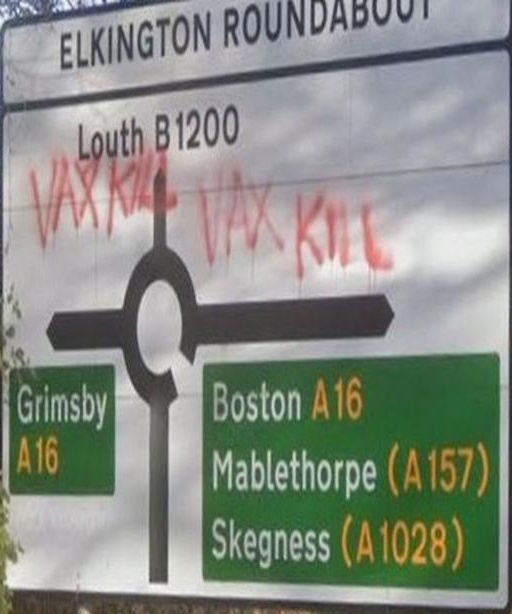 ELKINGTON ROUNDABOUT
Louth B1200
VAX KILL VAX KILL
Grimsby
A16
Boston A16
Mablethorpe (A157)
Skegness (A1028)